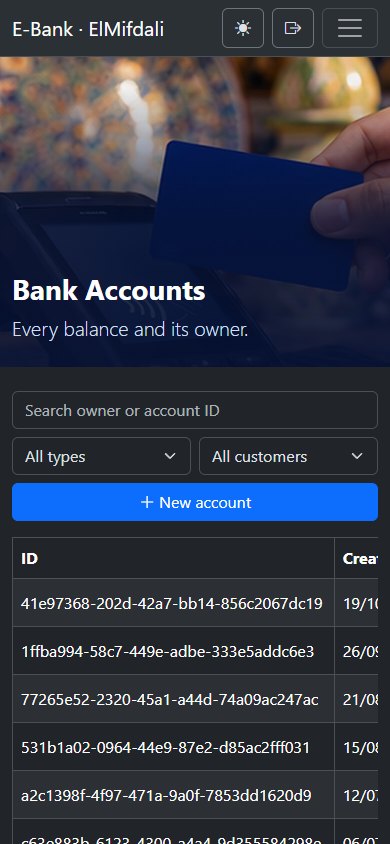 E-Bank · ElMifdali
Bank Accounts
Every balance and its owner.
Search owner or account ID
All types
All customers
+ New account
ID
41e97368-202d-42a7-bb14-856c2067dc19
1ffba994-58c7-449e-adbe-333e5addc6e3
77265e52-2320-45a1-a44d-74a09ac247ac
531b1a02-0964-44e9-87e2-d85ac2fff031
a2c1398f-4f97-471a-9a0f-7853dd1620d9